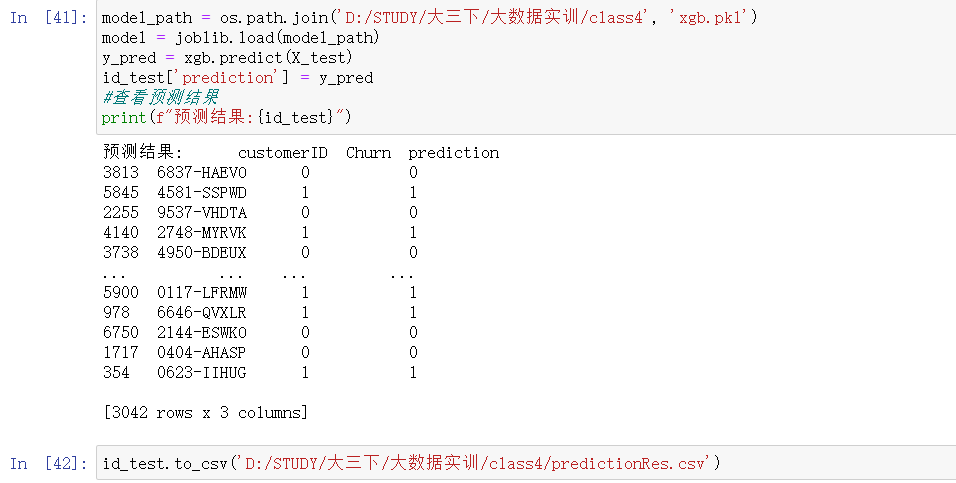 In [41]: model_path = os.path.join('D:/STUDY/大三下/大数据实训/class4', 'xgb.pkl')
model = joblib.load(model_path)
y_pred = xgb.predict(X_test)
id_test['prediction'] = y_pred
#查看预测结果
print(f"预测结果:{id_test}")
预测结果: customerID Churn prediction
3813 6837-HAEVO 0 0
5845 4581-SSPWD 1 1
2255 9537-VHDTA 0 0
4140 2748-MYRVK 1 1
3738 4950-BDEUX 0 0
... ... ... ...
5900 0117-LFRMW 1 1
978 6646-QVXLR 1 1
6750 2144-ESWKO 0 0
1717 0404-AHASP 0 0
354 0623-IIHUG 1 1
[3042 rows x 3 columns]
In [42]: id_test.to_csv('D:/STUDY/大三下/大数据实训/class4/predictionRes.csv')